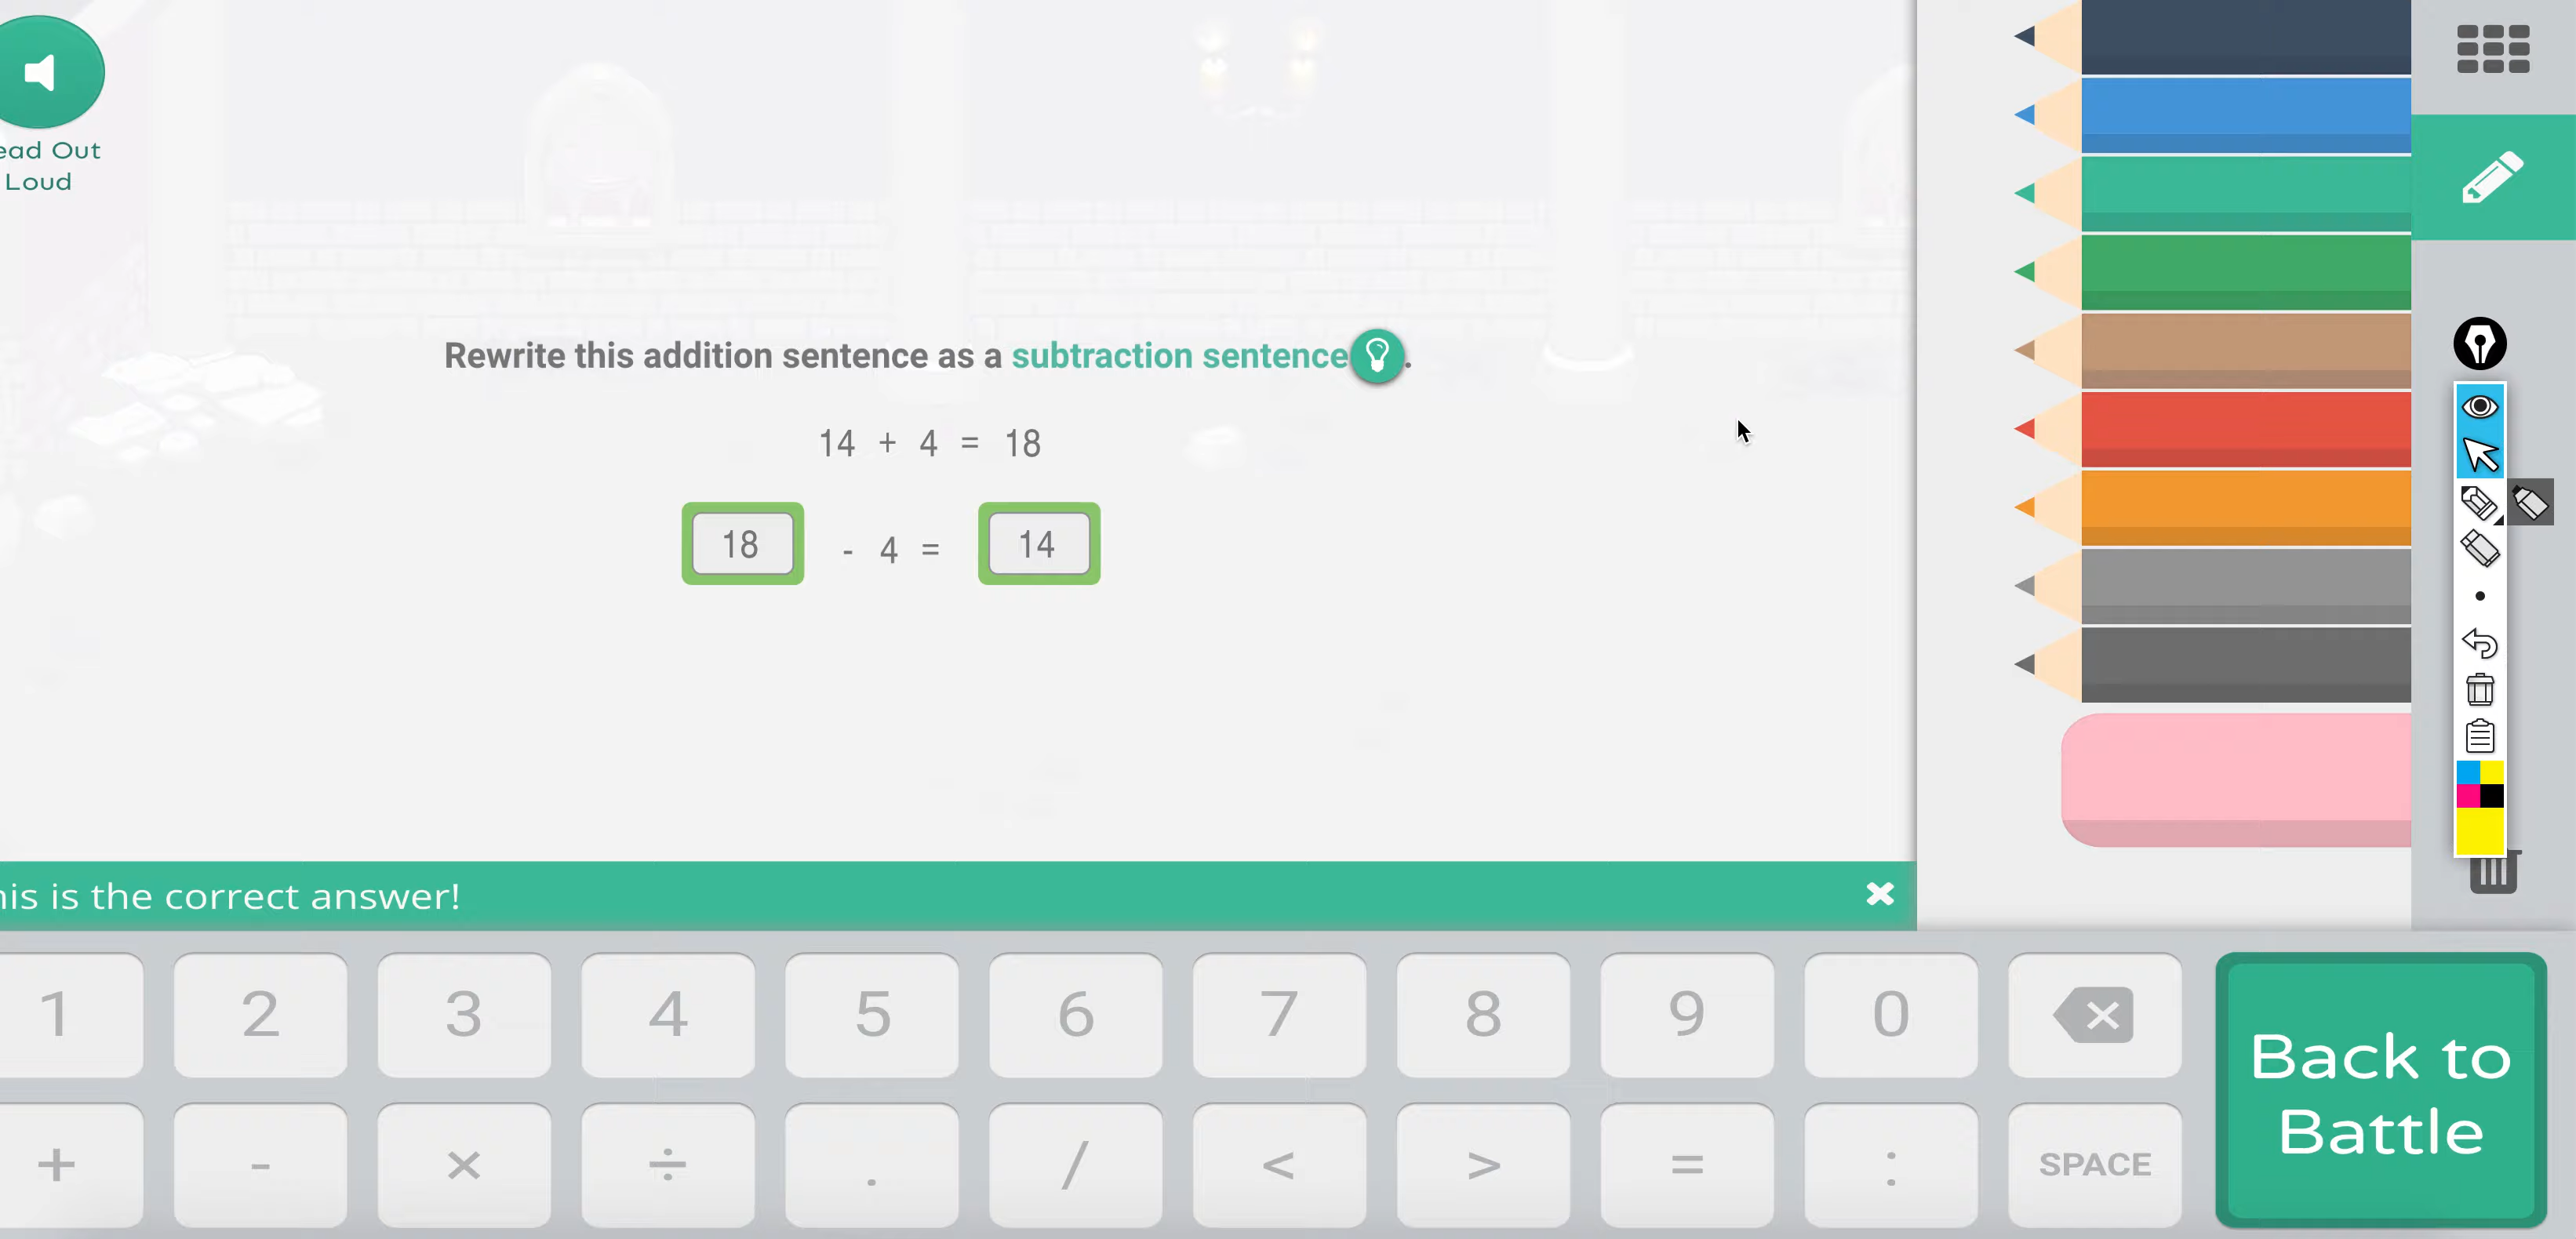 ead Out
Loud
Rewrite this addition sentence as a subtraction sentence.
14 + 4 = 18
18 - 4 = 14
his is the correct answer!
1 2 3 4 5 6 7 8 9 0
+ - × ÷ . / < > = : SPACE
Back to
Battle